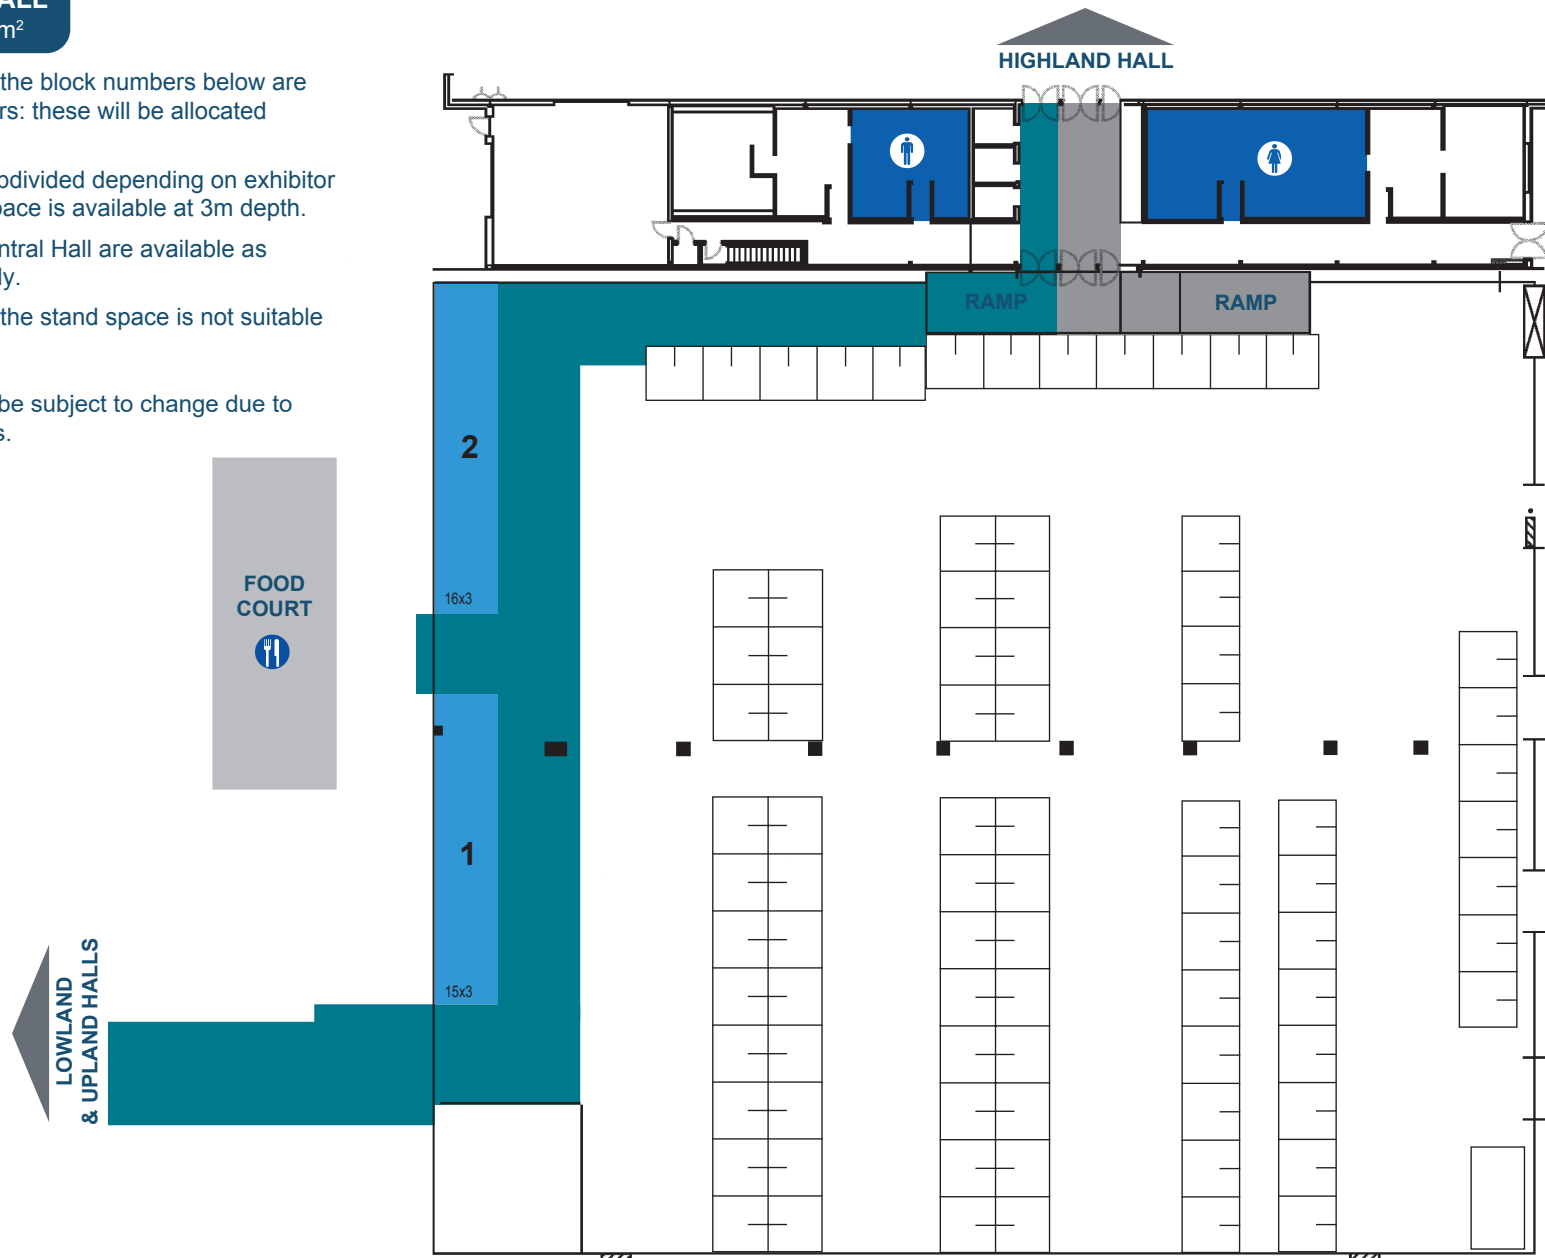 ALL
m²
the block numbers below are
rs: these will be allocated
bdivided depending on exhibitor
pace is available at 3m depth.
ntral Hall are available as
ly.
the stand space is not suitable
be subject to change due to
s.
HIGHLAND HALL
RAMP
RAMP
2
16x3
FOOD
COURT
1
15x3
LOWLAND
& UPLAND HALLS